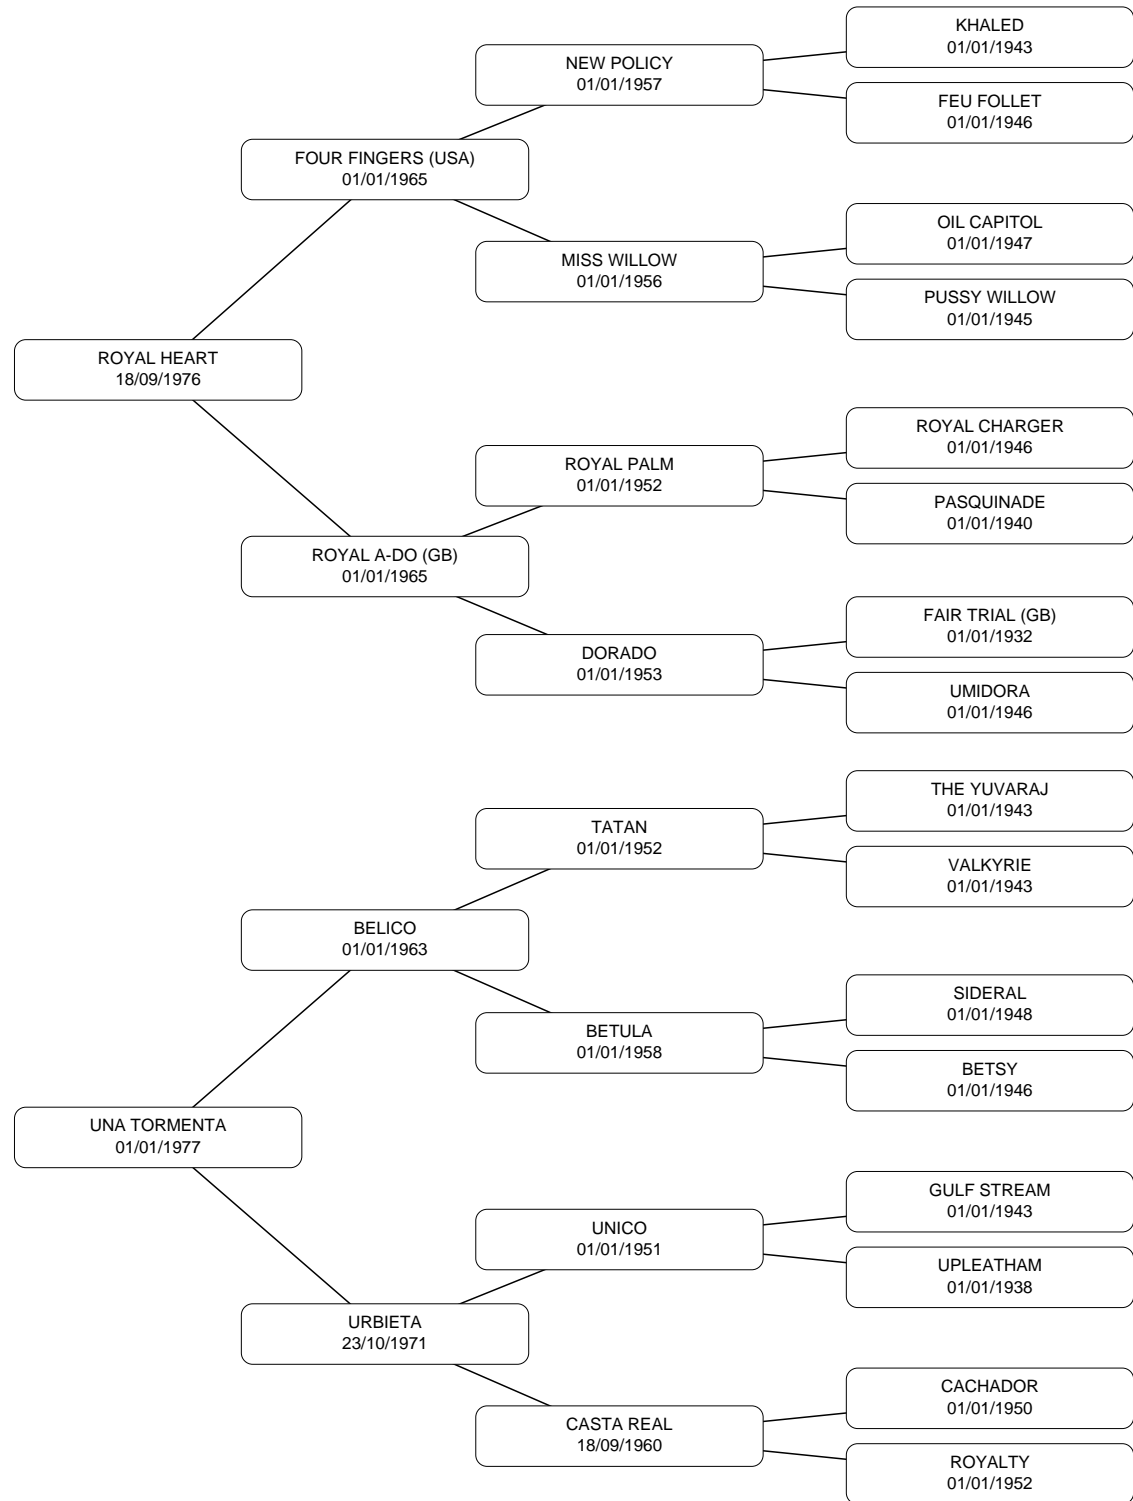 KHALED
01/01/1943
NEW POLICY
01/01/1957
FEU FOLLET
01/01/1946
FOUR FINGERS (USA)
01/01/1965
OIL CAPITOL
01/01/1947
MISS WILLOW
01/01/1956
PUSSY WILLOW
01/01/1945
ROYAL HEART
18/09/1976
ROYAL CHARGER
01/01/1946
ROYAL PALM
01/01/1952
PASQUINADE
01/01/1940
ROYAL A-DO (GB)
01/01/1965
FAIR TRIAL (GB)
01/01/1932
DORADO
01/01/1953
UMIDORA
01/01/1946
THE YUVARAJ
01/01/1943
TATAN
01/01/1952
VALKYRIE
01/01/1943
BELICO
01/01/1963
SIDERAL
01/01/1948
BETULA
01/01/1958
BETSY
01/01/1946
UNA TORMENTA
01/01/1977
GULF STREAM
01/01/1943
UNICO
01/01/1951
UPLEATHAM
01/01/1938
URBIETA
23/10/1971
CACHADOR
01/01/1950
CASTA REAL
18/09/1960
ROYALTY
01/01/1952